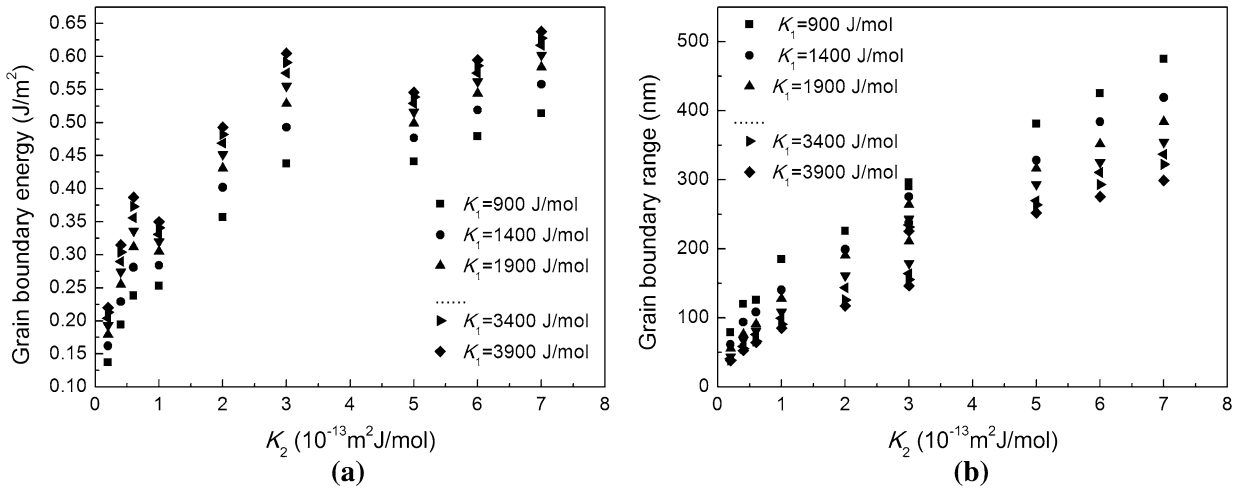 0.65
0.60
0.55
0.50
0.45
0.40
0.35
0.30
0.25
0.20
0.15
0.10
Grain boundary energy (J/m²)
K₁=900 J/mol
K₁=1400 J/mol
K₁=1900 J/mol
......
K₁=3400 J/mol
K₁=3900 J/mol
0 1 2 3 4 5 6 7 8
K₂ (10⁻¹³m²J/mol)
(a)
500
400
300
200
100
0
Grain boundary range (nm)
K₁=900 J/mol
K₁=1400 J/mol
K₁=1900 J/mol
......
K₁=3400 J/mol
K₁=3900 J/mol
0 1 2 3 4 5 6 7 8
K₂ (10⁻¹³m²J/mol)
(b)